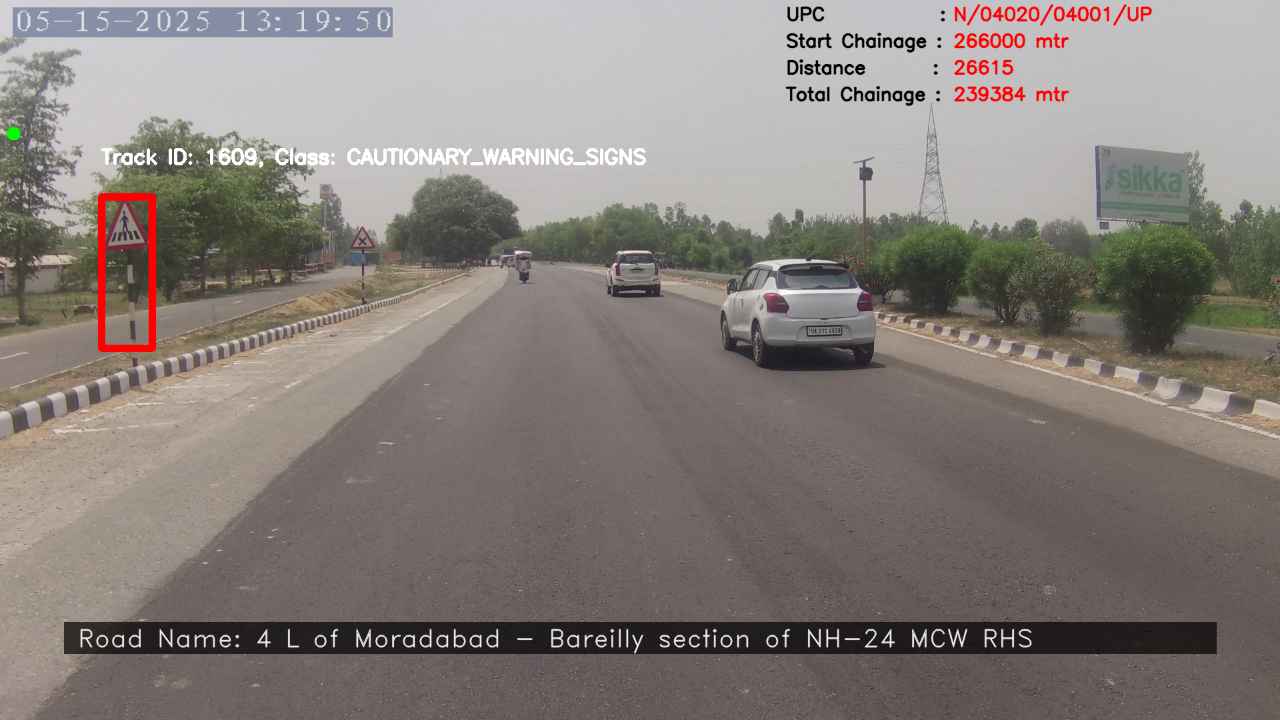 05-15-2025 13:19:50
UPC : N/04020/04001/UP
Start Chainage : 266000 mtr
Distance : 26615
Total Chainage : 239384 mtr
Track ID: 1609, Class: CAUTIONARY_WARNING_SIGNS
sikka
Road Name: 4 L of Moradabad - Bareilly section of NH-24 MCW RHS